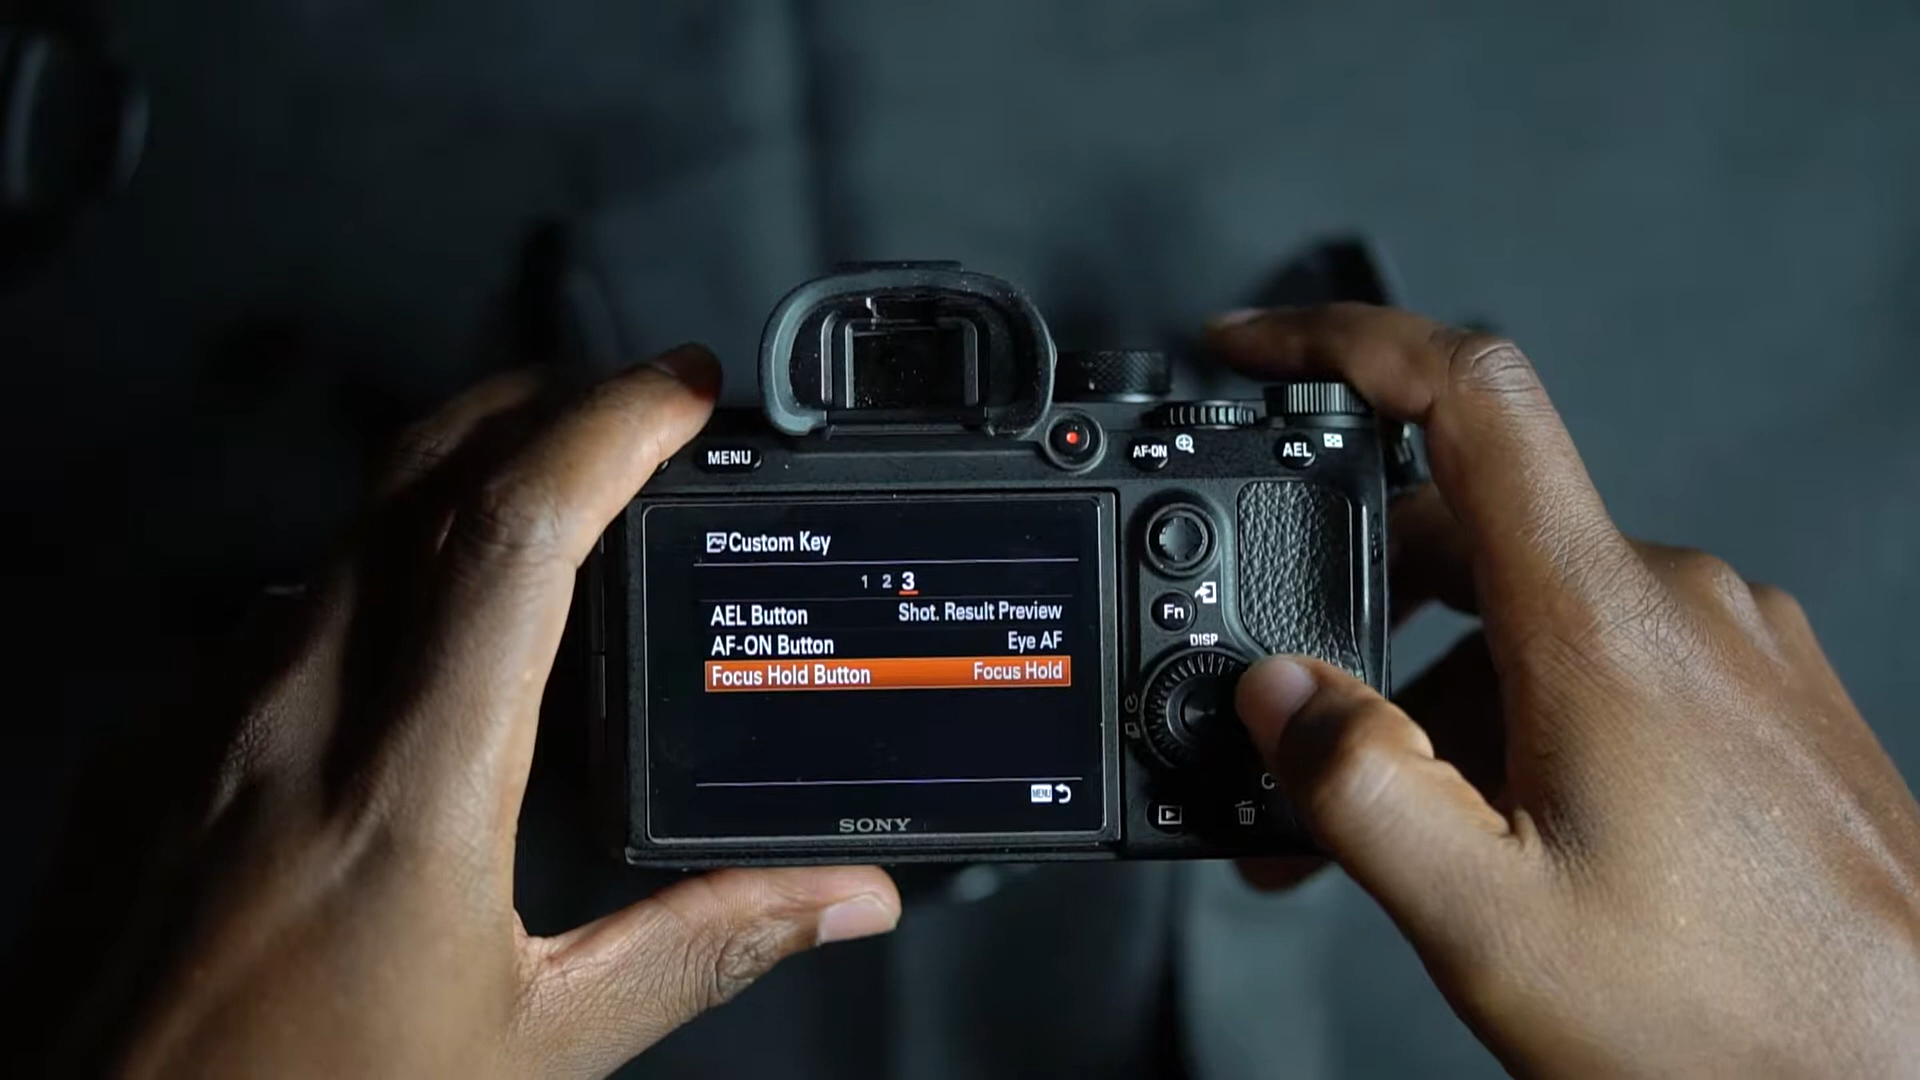 MENU
AF-ON
AEL
Custom Key
1 2 3
AEL Button Shot. Result Preview
AF-ON Button Eye AF
Focus Hold Button Focus Hold
Fn
DISP
MENU
SONY
C